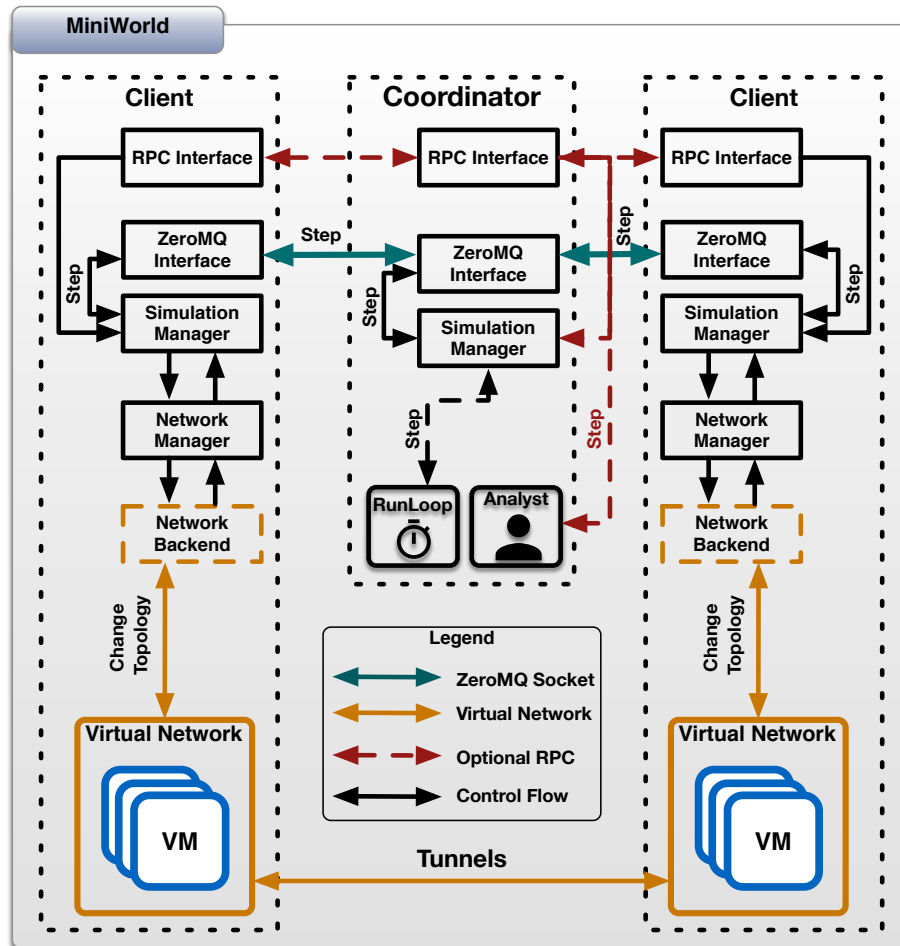 MiniWorld
Client
RPC Interface
ZeroMQ
Interface
Step
Simulation
Manager
Network
Manager
Network
Backend
Change
Topology
Virtual Network
VM
Step
Coordinator
RPC Interface
ZeroMQ
Interface
Step
Simulation
Manager
Step
RunLoop
Analyst
Step
Step
Client
RPC Interface
ZeroMQ
Interface
Step
Simulation
Manager
Network
Manager
Network
Backend
Change
Topology
Virtual Network
VM
Legend
ZeroMQ Socket
Virtual Network
Optional RPC
Control Flow
Tunnels